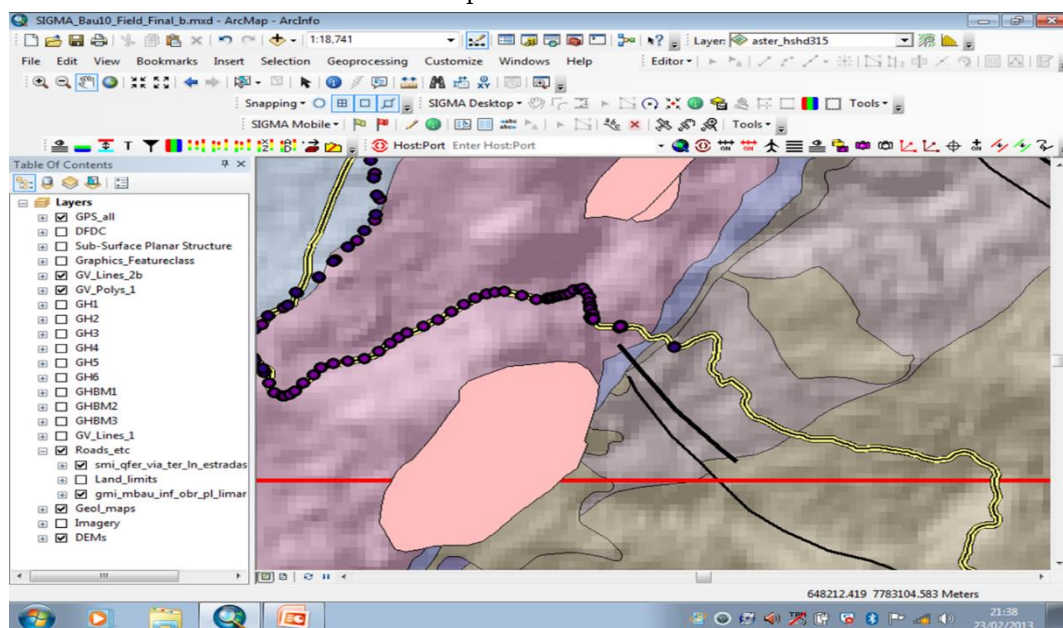 SIGMA_Bau10_Field_Final_b.mxd - ArcMap - ArcInfo
1:18,741
Layer: aster_hshd315
File Edit View Bookmarks Insert Selection Geoprocessing Customize Windows Help
Editor
Snapping SIGMA Desktop Tools
SIGMA Mobile Tools
Host:Port Enter Host:Port
Table Of Contents
Layers
GPS_all
DFDC
Sub-Surface Planar Structure
Graphics_Featureclass
GV_Lines_2b
GV_Polys_1
GH1
GH2
GH3
GH4
GH5
GH6
GHBM1
GHBM2
GHBM3
GV_Lines_1
Roads_etc
smi_qfer_via_ter_ln_estradas
Land_limits
gmi_mbau_inf_obr_pl_limar
Geol_maps
Imagery
DEMs
648212.419 7783104.583 Meters
21:38
23/02/2013